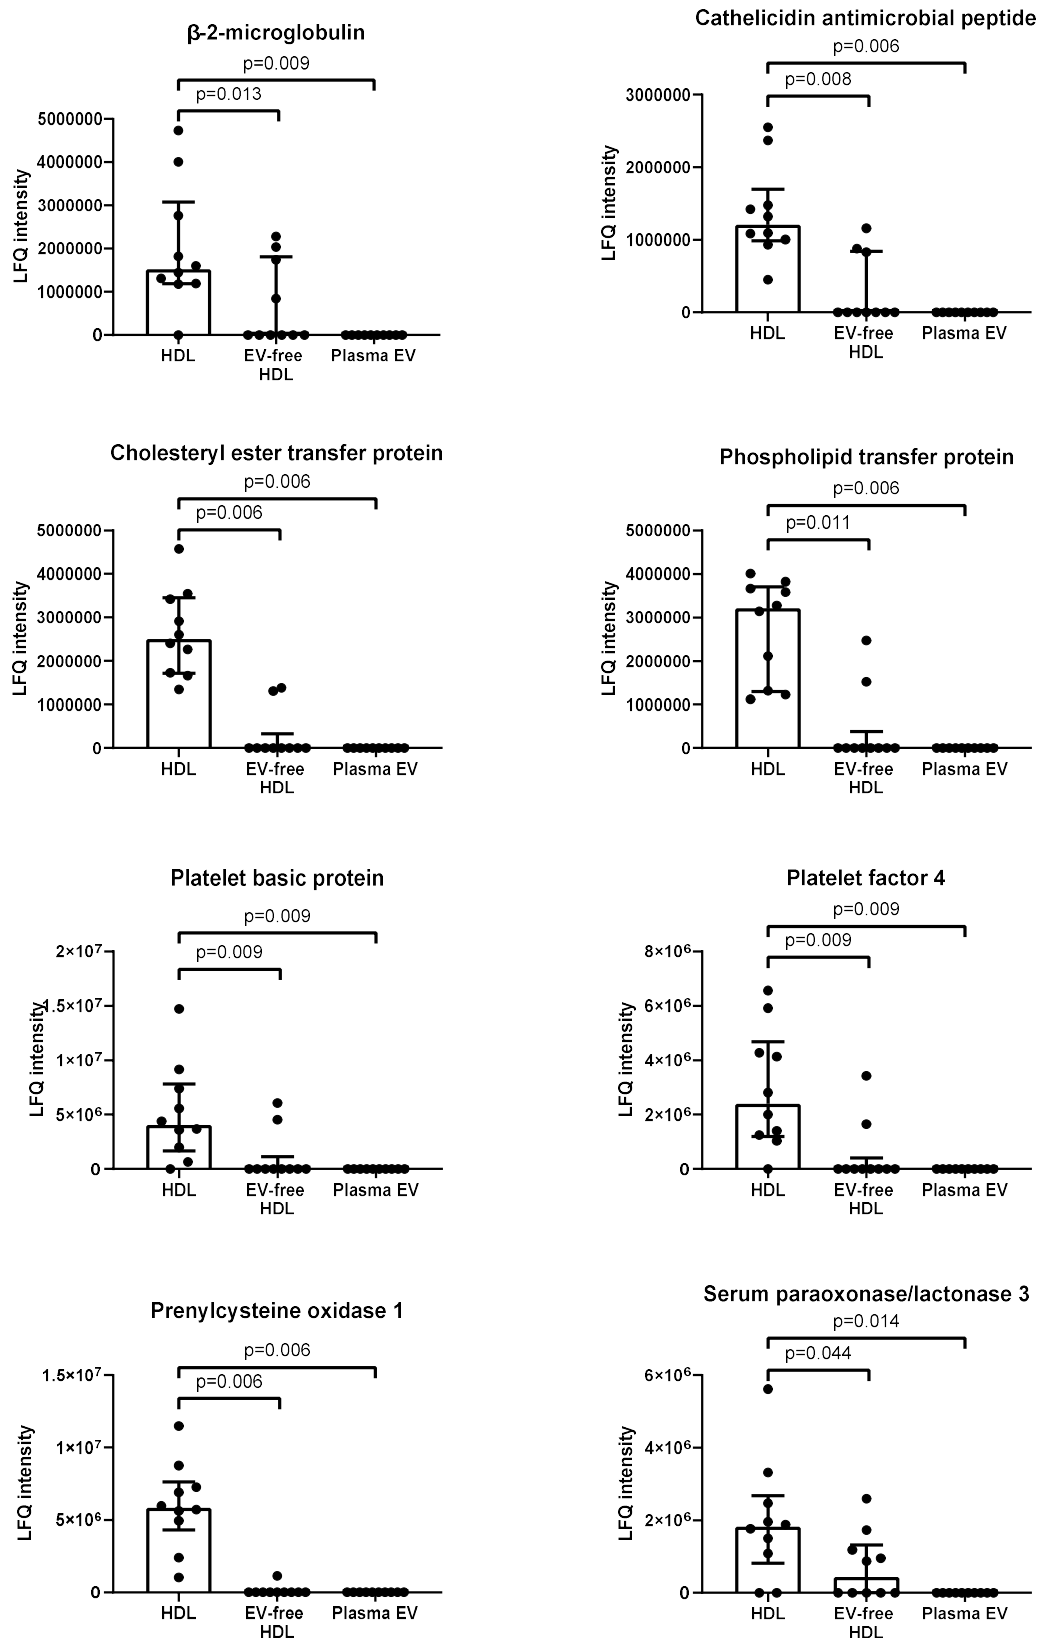 β-2-microglobulin
p=0.009
p=0.013
LFQ intensity
5000000
4000000
3000000
2000000
1000000
0
HDL
EV-free
HDL
Plasma EV
Cathelicidin antimicrobial peptide
p=0.006
p=0.008
LFQ intensity
3000000
2000000
1000000
0
HDL
EV-free
HDL
Plasma EV
Cholesteryl ester transfer protein
p=0.006
p=0.006
LFQ intensity
5000000
4000000
3000000
2000000
1000000
0
HDL
EV-free
HDL
Plasma EV
Phospholipid transfer protein
p=0.006
p=0.011
LFQ intensity
5000000
4000000
3000000
2000000
1000000
0
HDL
EV-free
HDL
Plasma EV
Platelet basic protein
p=0.009
p=0.009
LFQ intensity
2×10⁷
1.5×10⁷
1×10⁷
5×10⁶
0
HDL
EV-free
HDL
Plasma EV
Platelet factor 4
p=0.009
p=0.009
LFQ intensity
8×10⁶
6×10⁶
4×10⁶
2×10⁶
0
HDL
EV-free
HDL
Plasma EV
Prenylcysteine oxidase 1
p=0.006
p=0.006
LFQ intensity
1.5×10⁷
1×10⁷
5×10⁶
0
HDL
EV-free
HDL
Plasma EV
Serum paraoxonase/lactonase 3
p=0.014
p=0.044
LFQ intensity
6×10⁶
4×10⁶
2×10⁶
0
HDL
EV-free
HDL
Plasma EV